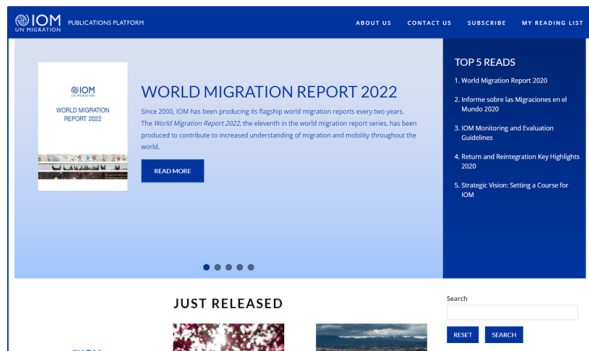 IOM
UN MIGRATION
PUBLICATIONS PLATFORM
ABOUT US CONTACT US SUBSCRIBE MY READING LIST
IOM
UN MIGRATION
WORLD MIGRATION
REPORT 2022
WORLD MIGRATION REPORT 2022
Since 2000, IOM has been producing its flagship world migration reports every two years.
The World Migration Report 2022, the eleventh in the world migration report series, has been
produced to contribute to increased understanding of migration and mobility throughout the
world.
READ MORE
TOP 5 READS
1. World Migration Report 2020
2. Informe sobre las Migraciones en el
Mundo 2020
3. IOM Monitoring and Evaluation
Guidelines
4. Return and Reintegration Key Highlights
2020
5. Strategic Vision: Setting a Course for
IOM
JUST RELEASED
Search
RESET SEARCH